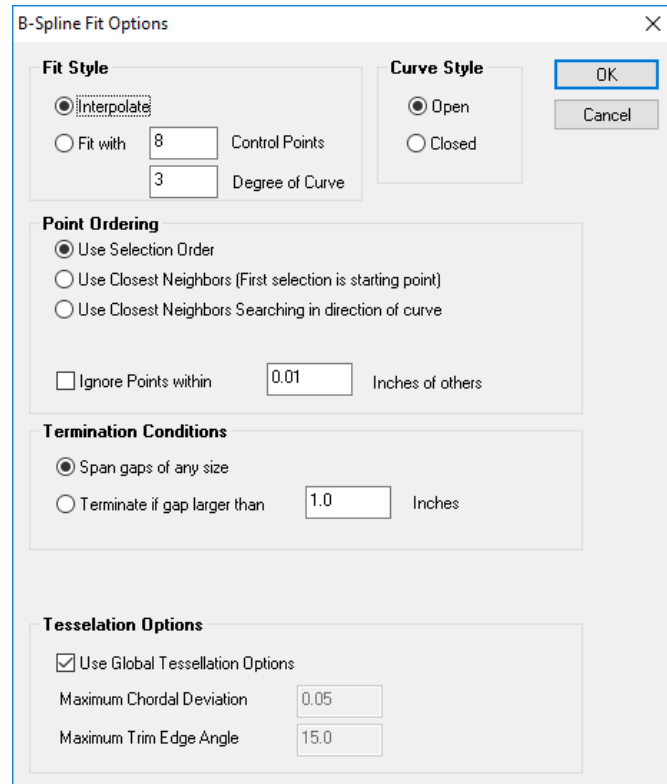 B-Spline Fit Options
Fit Style
Interpolate
Fit with 8 Control Points
3 Degree of Curve
Curve Style
Open
Closed
OK
Cancel
Point Ordering
Use Selection Order
Use Closest Neighbors (First selection is starting point)
Use Closest Neighbors Searching in direction of curve
Ignore Points within 0.01 Inches of others
Termination Conditions
Span gaps of any size
Terminate if gap larger than 1.0 Inches
Tesselation Options
Use Global Tessellation Options
Maximum Chordal Deviation 0.05
Maximum Trim Edge Angle 15.0